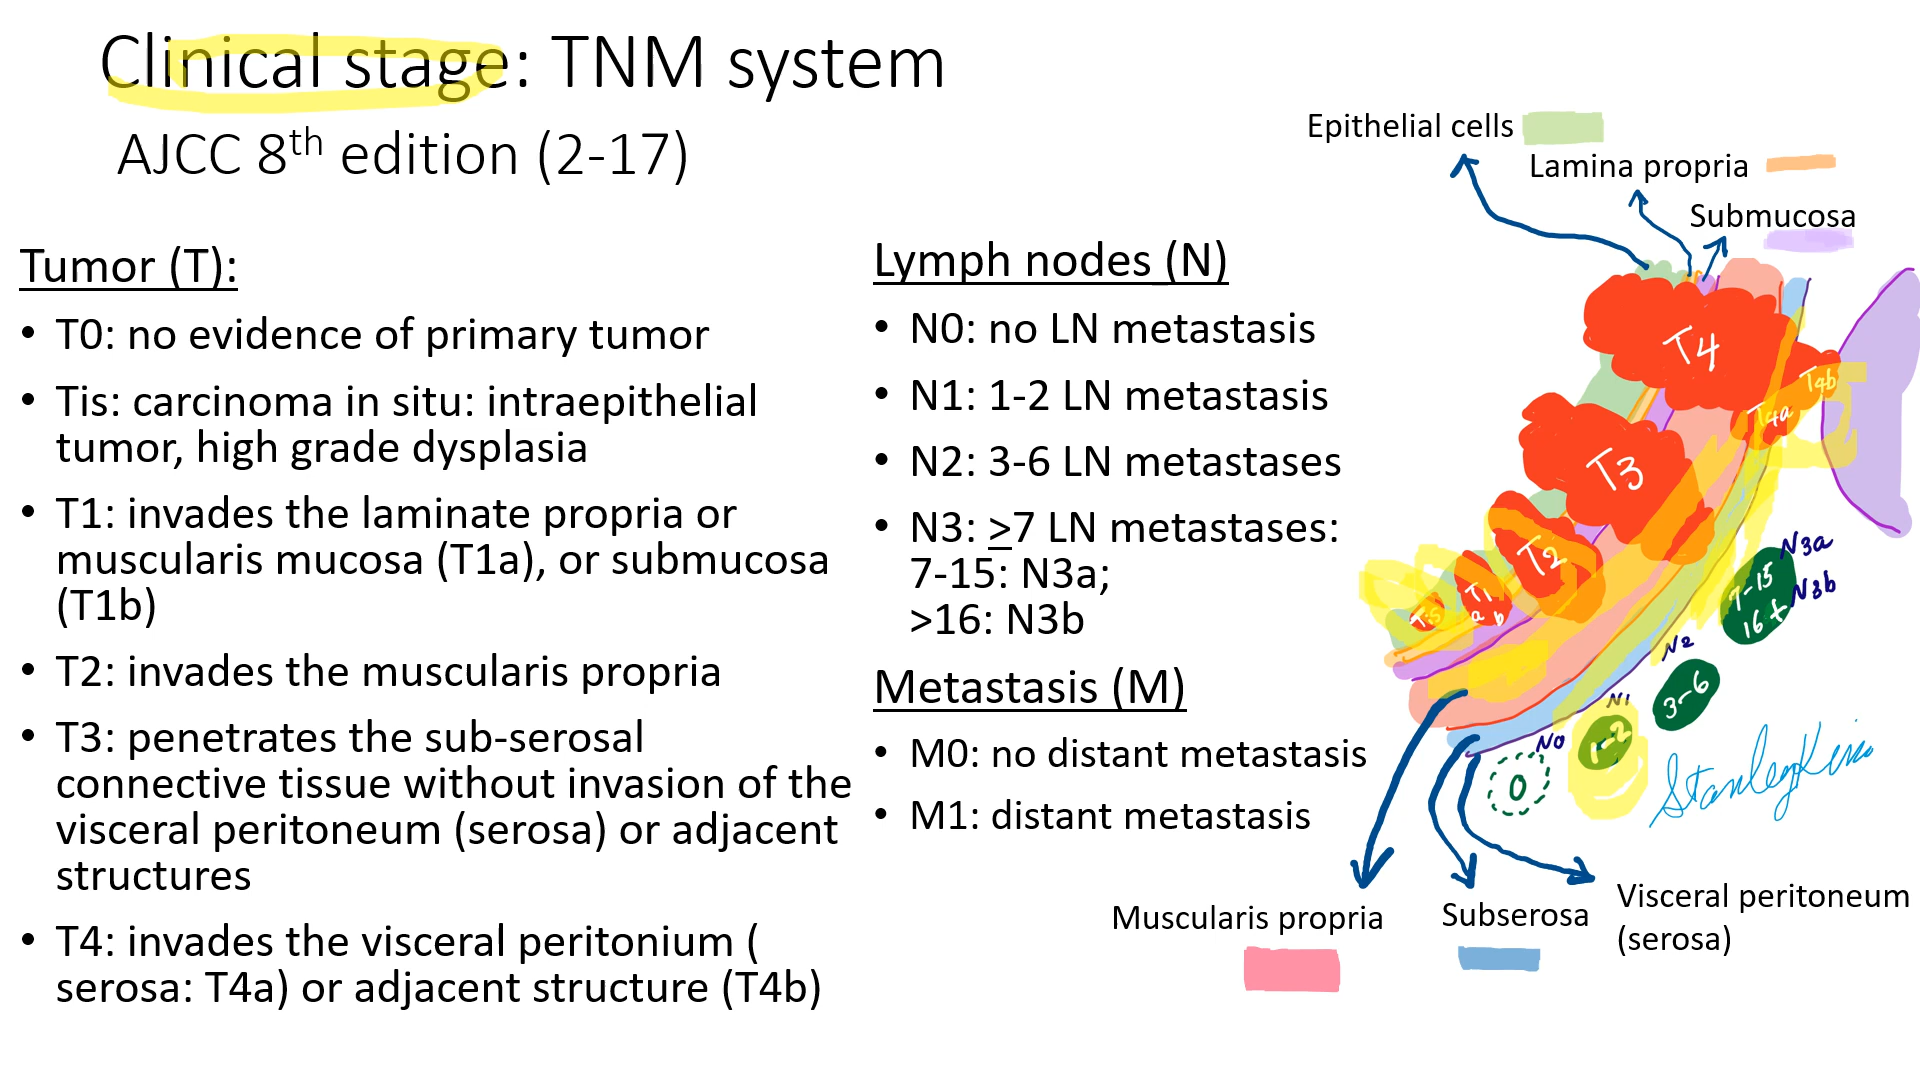 Clinical stage: TNM system
AJCC 8th edition (2-17)
Tumor (T):
• T0: no evidence of primary tumor
• Tis: carcinoma in situ: intraepithelial
tumor, high grade dysplasia
• T1: invades the laminate propria or
muscularis mucosa (T1a), or submucosa
(T1b)
• T2: invades the muscularis propria
• T3: penetrates the sub-serosal
connective tissue without invasion of the
visceral peritoneum (serosa) or adjacent
structures
• T4: invades the visceral peritonium (
serosa: T4a) or adjacent structure (T4b)
Lymph nodes (N)
• N0: no LN metastasis
• N1: 1-2 LN metastasis
• N2: 3-6 LN metastases
• N3: >7 LN metastases:
7-15: N3a;
>16: N3b
Metastasis (M)
• M0: no distant metastasis
• M1: distant metastasis
Epithelial cells
Lamina propria
Submucosa
T4
T4b
T4a
T3
T2
T1
a b
Tis
N3a
7-15
N3b
16+
N2
3-6
N1
1-2
N0
0
StanleyKim
Muscularis propria
Subserosa
Visceral peritoneum
(serosa)